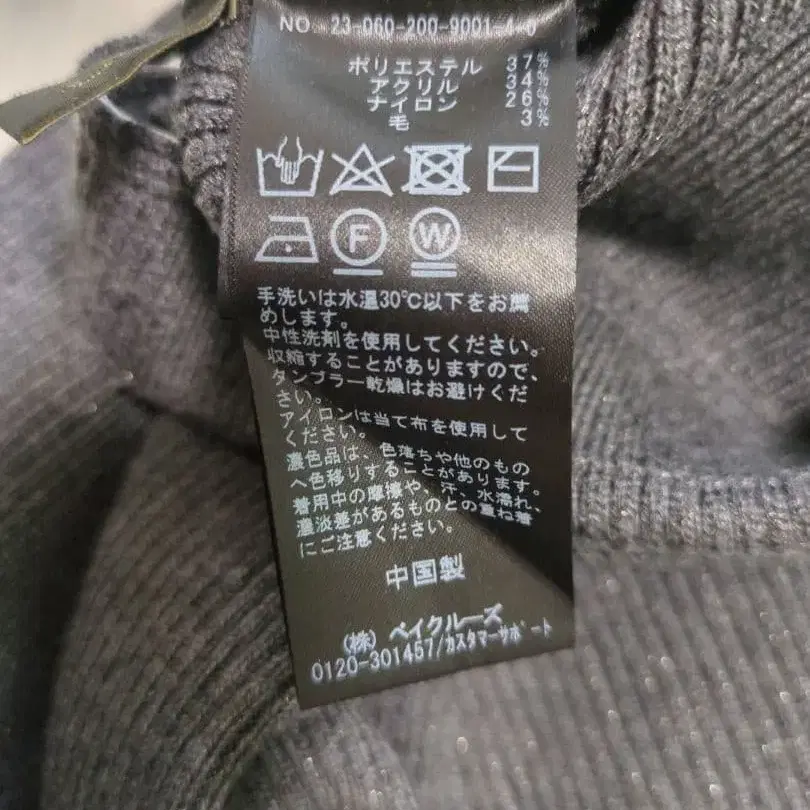 NO 23-060-200-9001-4-0
ポリエステル 37%
アクリル 34%
ナイロン 26%
毛 3%
F W
手洗いは水温30℃以下をお薦
めします。
中性洗剤を使用してください。
収縮することがありますので、
タンブラー乾燥はお避けくだ
さい。
アイロンは当て布を使用して
ください。
濃色品は、色落ちや他のもの
へ色移りすることがあります。
着用中の摩擦や、汗、水濡れ、
濃淡差があるものとの重ね着
にご注意ください。
中国製
(株) ベイクルーズ
0120-301457/カスタマーサポート